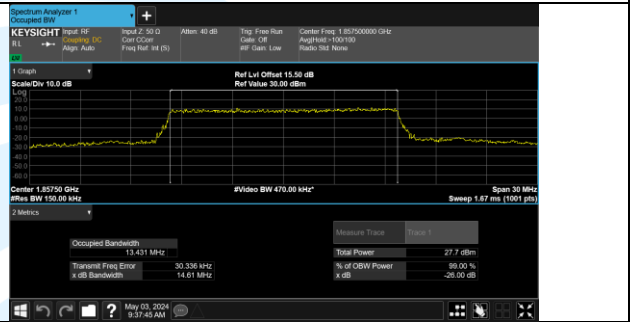 Spectrum Analyzer 1
Occupied BW
KEYSIGHT Input: RF Input Z: 50 Ω Atten: 40 dB Trig: Free Run Center Freq: 1.857500000 GHz
RL Coupling: DC Corr CCorr Gate: Off Avg|Hold:>100/100
Align: Auto Freq Ref: Int (S) #IF Gain: Low Radio Std: None
1 Graph
Ref Lvl Offset 15.50 dB
Scale/Div 10.0 dB Ref Value 30.00 dBm
Log
20.0
10.0
0.00
-10.0
-20.0
-30.0
-40.0
-50.0
-60.0
Center 1.85750 GHz #Video BW 470.00 kHz* Span 30 MHz
#Res BW 150.00 kHz Sweep 1.67 ms (1001 pts)
2 Metrics
Measure Trace Trace 1
Occupied Bandwidth
13.431 MHz Total Power 27.7 dBm
Transmit Freq Error 30.336 kHz % of OBW Power 99.00 %
x dB Bandwidth 14.61 MHz x dB -26.00 dB
May 03, 2024
9:37:45 AM